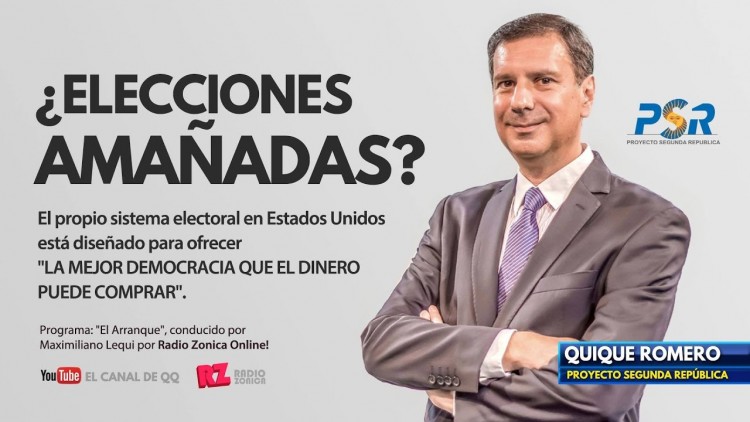 ¿ELECCIONES
AMAÑADAS?
El propio sistema electoral en Estados Unidos
está diseñado para ofrecer
"LA MEJOR DEMOCRACIA QUE EL DINERO
PUEDE COMPRAR".
Programa: "El Arranque", conducido por
Maximiliano Lequi por Radio Zonica Online!
YouTube EL CANAL DE QQ
RZ RADIO
ZONICA
PSR
PROYECTO SEGUNDA REPUBLICA
QUIQUE ROMERO
PROYECTO SEGUNDA REPÚBLICA